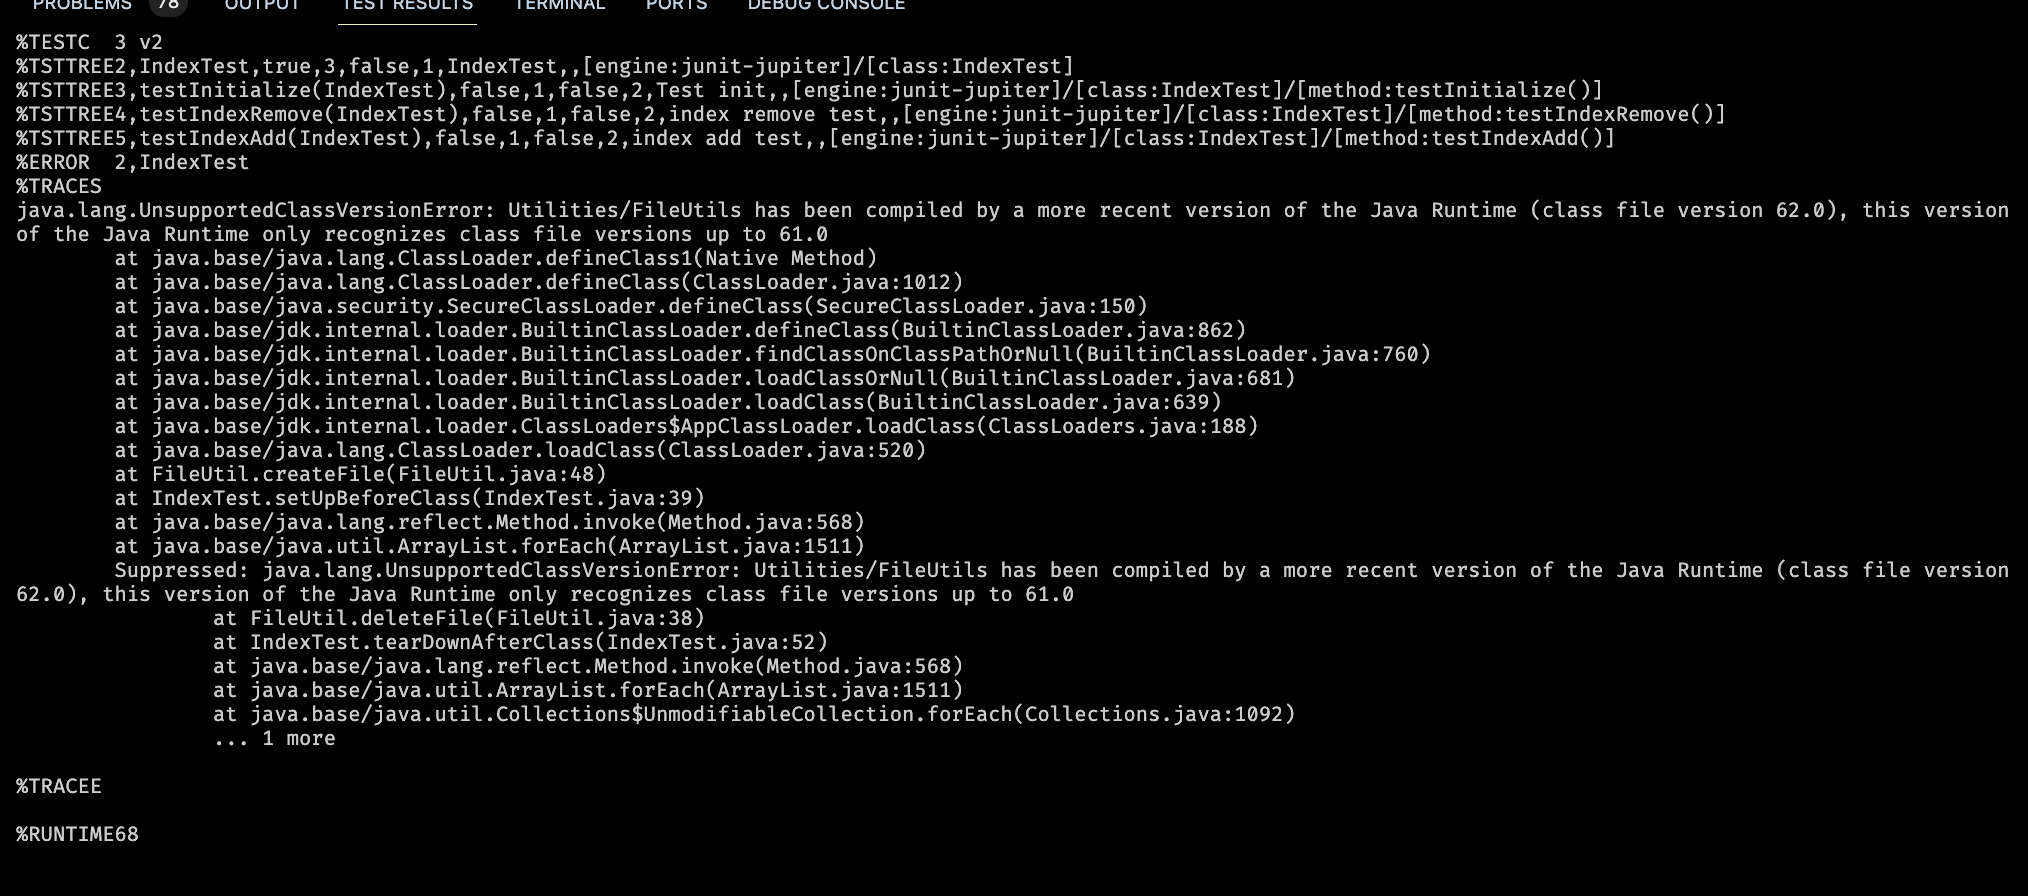 PROBLEMS 78 OUTPUT TEST RESULTS TERMINAL PORTS DEBUG CONSOLE
%TESTC  3 v2
%TSTTREE2,IndexTest,true,3,false,1,IndexTest,,[engine:junit-jupiter]/[class:IndexTest]
%TSTTREE3,testInitialize(IndexTest),false,1,false,2,Test init,,[engine:junit-jupiter]/[class:IndexTest]/[method:testInitialize()]
%TSTTREE4,testIndexRemove(IndexTest),false,1,false,2,index remove test,,[engine:junit-jupiter]/[class:IndexTest]/[method:testIndexRemove()]
%TSTTREE5,testIndexAdd(IndexTest),false,1,false,2,index add test,,[engine:junit-jupiter]/[class:IndexTest]/[method:testIndexAdd()]
%ERROR  2,IndexTest
%TRACES
java.lang.UnsupportedClassVersionError: Utilities/FileUtils has been compiled by a more recent version of the Java Runtime (class file version 62.0), this version
of the Java Runtime only recognizes class file versions up to 61.0
        at java.base/java.lang.ClassLoader.defineClass1(Native Method)
        at java.base/java.lang.ClassLoader.defineClass(ClassLoader.java:1012)
        at java.base/java.security.SecureClassLoader.defineClass(SecureClassLoader.java:150)
        at java.base/jdk.internal.loader.BuiltinClassLoader.defineClass(BuiltinClassLoader.java:862)
        at java.base/jdk.internal.loader.BuiltinClassLoader.findClassOnClassPathOrNull(BuiltinClassLoader.java:760)
        at java.base/jdk.internal.loader.BuiltinClassLoader.loadClassOrNull(BuiltinClassLoader.java:681)
        at java.base/jdk.internal.loader.BuiltinClassLoader.loadClass(BuiltinClassLoader.java:639)
        at java.base/jdk.internal.loader.ClassLoaders$AppClassLoader.loadClass(ClassLoaders.java:188)
        at java.base/java.lang.ClassLoader.loadClass(ClassLoader.java:520)
        at FileUtil.createFile(FileUtil.java:48)
        at IndexTest.setUpBeforeClass(IndexTest.java:39)
        at java.base/java.lang.reflect.Method.invoke(Method.java:568)
        at java.base/java.util.ArrayList.forEach(ArrayList.java:1511)
        Suppressed: java.lang.UnsupportedClassVersionError: Utilities/FileUtils has been compiled by a more recent version of the Java Runtime (class file version
62.0), this version of the Java Runtime only recognizes class file versions up to 61.0
                at FileUtil.deleteFile(FileUtil.java:38)
                at IndexTest.tearDownAfterClass(IndexTest.java:52)
                at java.base/java.lang.reflect.Method.invoke(Method.java:568)
                at java.base/java.util.ArrayList.forEach(ArrayList.java:1511)
                at java.base/java.util.Collections$UnmodifiableCollection.forEach(Collections.java:1092)
                ... 1 more
%TRACEE
%RUNTIME68